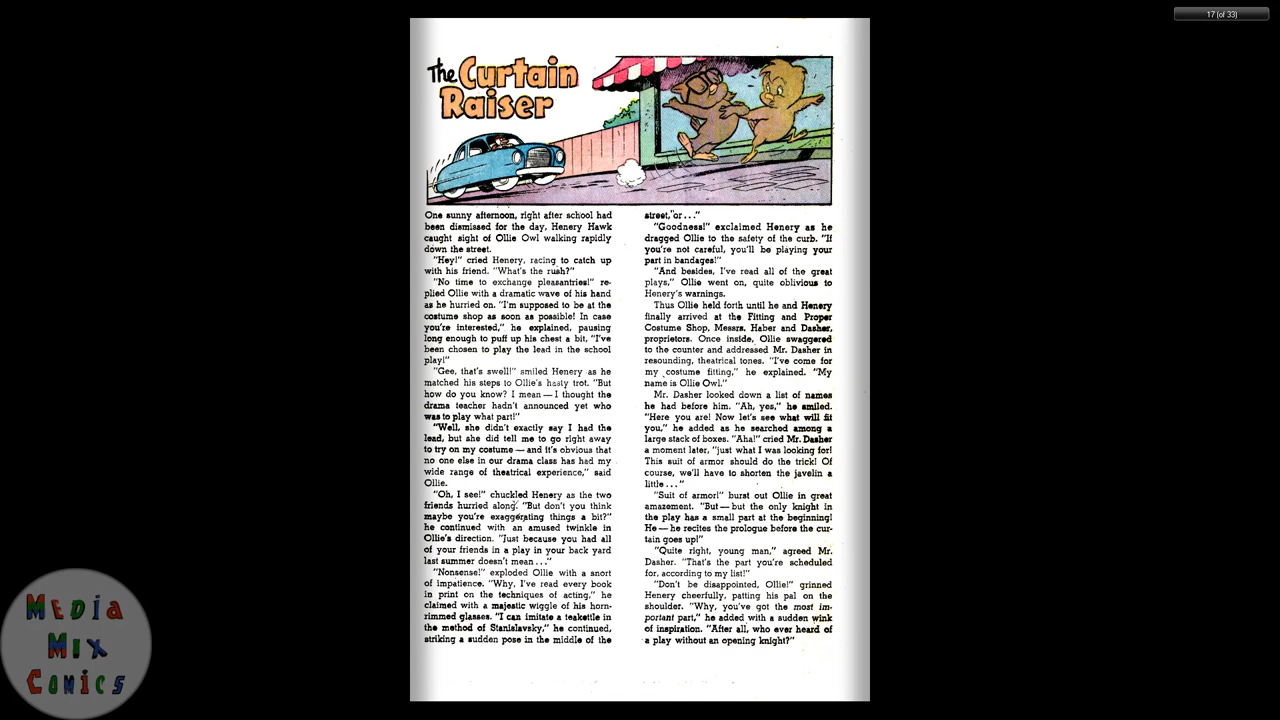 17 (of 33)
The Curtain
Raiser
One sunny afternoon, right after school had
been dismissed for the day, Henery Hawk
caught sight of Ollie Owl walking rapidly
down the street.
"Hey!" cried Henery, racing to catch up
with his friend. "What's the rush?"
"No time to exchange pleasantries!" re-
plied Ollie with a dramatic wave of his hand
as he hurried on. "I'm supposed to be at the
costume shop as soon as possible! In case
you're interested," he explained, pausing
long enough to puff up his chest a bit, "I've
been chosen to play the lead in the school
play!"
"Gee, that's swell!" smiled Henery as he
matched his steps to Ollie's hasty trot. "But
how do you know? I mean — I thought the
drama teacher hadn't announced yet who
was to play what part!"
"Well, she didn't exactly say I had the
lead, but she did tell me to go right away
to try on my costume — and it's obvious that
no one else in our drama class has had my
wide range of theatrical experience," said
Ollie.
"Oh, I see!" chuckled Henery as the two
friends hurried along. "But don't you think
maybe you're exaggerating things a bit?"
he continued with an amused twinkle in
Ollie's direction. "Just because you had all
of your friends in a play in your back yard
last summer doesn't mean . . ."
"Nonsense!" exploded Ollie with a snort
of impatience. "Why, I've read every book
in print on the techniques of acting," he
claimed with a majestic wiggle of his horn-
rimmed glasses. "I can imitate a teakettle in
the method of Stanislavsky," he continued,
striking a sudden pose in the middle of the
street, or . . ."
"Goodness!" exclaimed Henery as he
dragged Ollie to the safety of the curb. "If
you're not careful, you'll be playing your
part in bandages!"
"And besides, I've read all of the great
plays," Ollie went on, quite oblivious to
Henery's warnings.
Thus Ollie held forth until he and Henery
finally arrived at the Fitting and Proper
Costume Shop, Messrs. Haber and Dasher,
proprietors. Once inside, Ollie swaggered
to the counter and addressed Mr. Dasher in
resounding, theatrical tones. "I've come for
my costume fitting," he explained. "My
name is Ollie Owl."
Mr. Dasher looked down a list of names
he had before him. "Ah, yes," he smiled.
"Here you are! Now let's see what will fit
you," he added as he searched among a
large stack of boxes. "Aha!" cried Mr. Dasher
a moment later, "just what I was looking for!
This suit of armor should do the trick! Of
course, we'll have to shorten the javelin a
little . . ."
"Suit of armor!" burst out Ollie in great
amazement. "But — but the only knight in
the play has a small part at the beginning!
He — he recites the prologue before the cur-
tain goes up!"
"Quite right, young man," agreed Mr.
Dasher. "That's the part you're scheduled
for, according to my list!"
"Don't be disappointed, Ollie!" grinned
Henery cheerfully, patting his pal on the
shoulder. "Why, you've got the most im-
portant part," he added with a sudden wink
of inspiration. "After all, who ever heard of
a play without an opening knight?"
MEDIA
MIX
COMICS